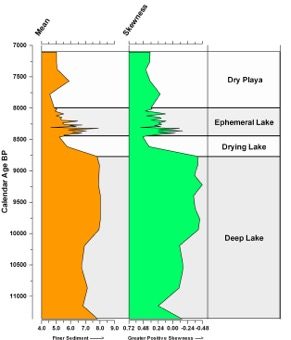 Mean
Skewness
7000
7500
8000
8500
9000
9500
10000
10500
11000
Calendar Age BP
Dry Playa
Ephemeral Lake
Drying Lake
Deep Lake
4.0 5.0 6.0 7.0 8.0 9.0
0.72 0.48 0.24 0.00 -0.24 -0.48
Finer Sediment ---->
Greater Positive Skewness ---->